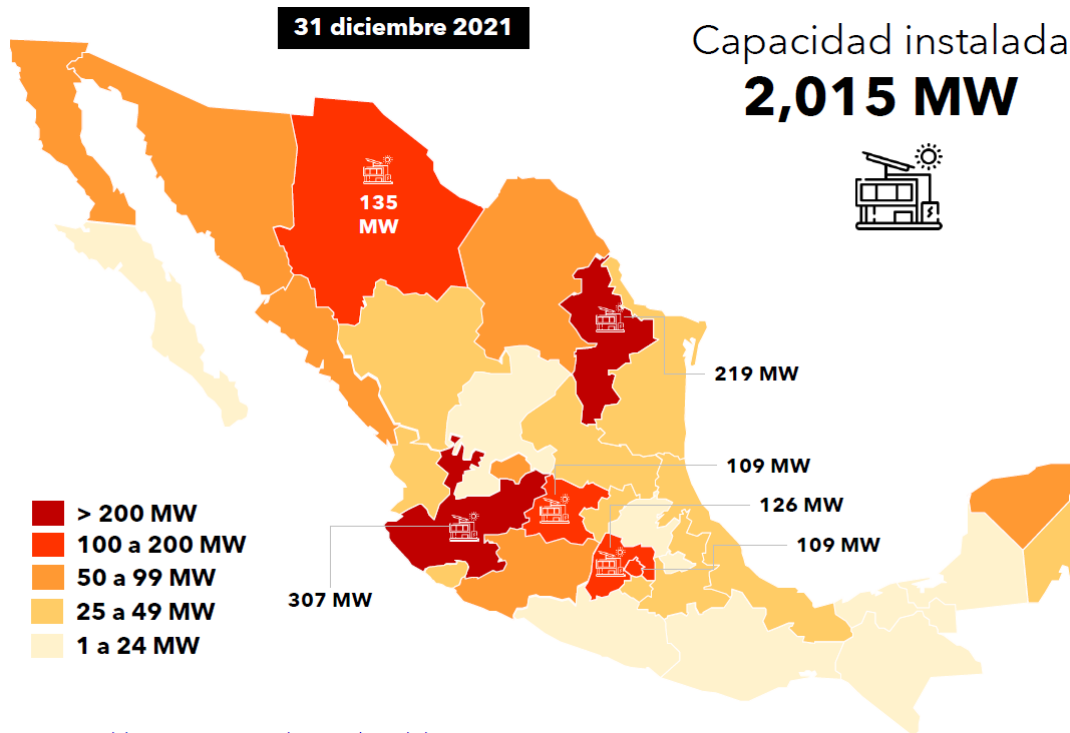 31 diciembre 2021
Capacidad instalada
2,015 MW
135
MW
219 MW
109 MW
126 MW
109 MW
307 MW
> 200 MW
100 a 200 MW
50 a 99 MW
25 a 49 MW
1 a 24 MW